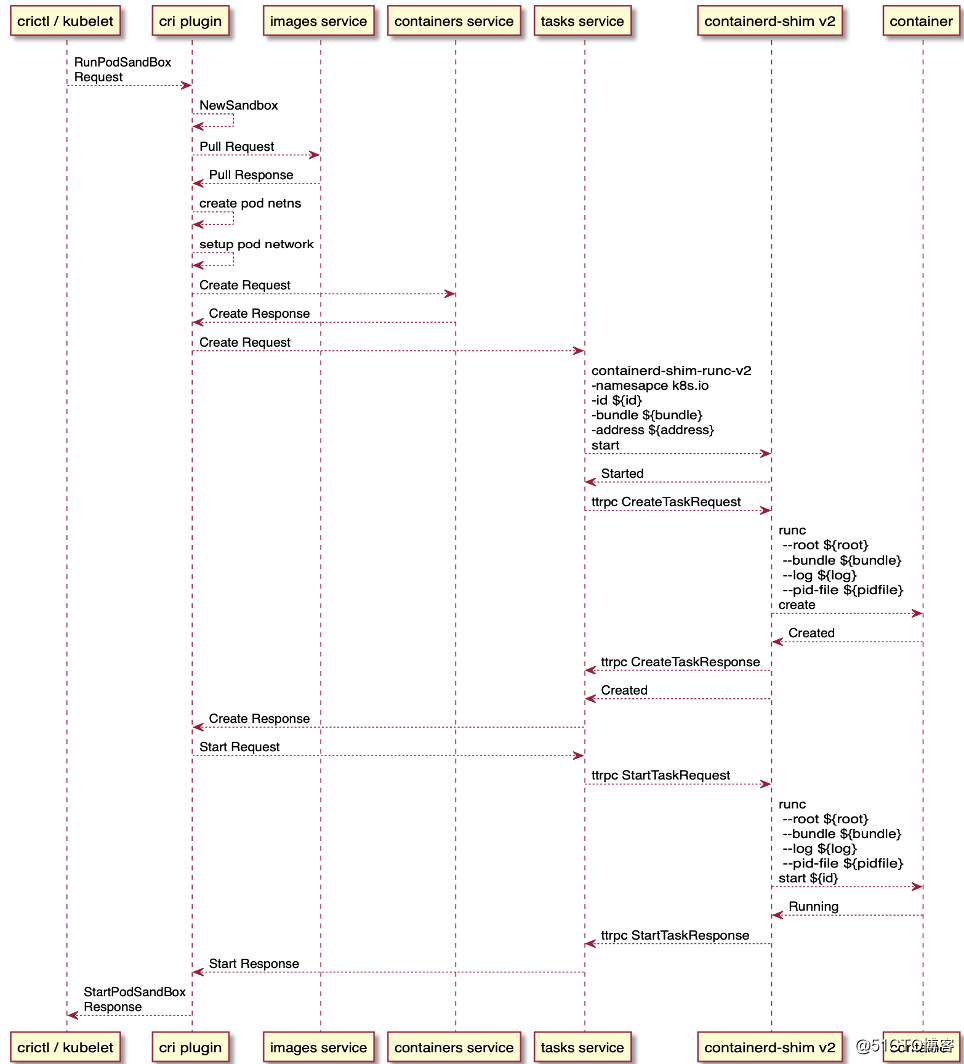 crictl / kubelet
cri plugin
images service
containers service
tasks service
containerd-shim v2
container
RunPodSandBox
Request
NewSandbox
Pull Request
Pull Response
create pod netns
setup pod network
Create Request
Create Response
Create Request
containerd-shim-runc-v2
-namesapce k8s.io
-id ${id}
-bundle ${bundle}
-address ${address}
start
Started
ttrpc CreateTaskRequest
runc
--root ${root}
--bundle ${bundle}
--log ${log}
--pid-file ${pidfile}
create
Created
ttrpc CreateTaskResponse
Created
Create Response
Start Request
ttrpc StartTaskRequest
runc
--root ${root}
--bundle ${bundle}
--log ${log}
--pid-file ${pidfile}
start ${id}
Running
ttrpc StartTaskResponse
Start Response
StartPodSandBox
Response
crictl / kubelet
cri plugin
images service
containers service
tasks service
containerd-shim v2
container
@51CTO博客